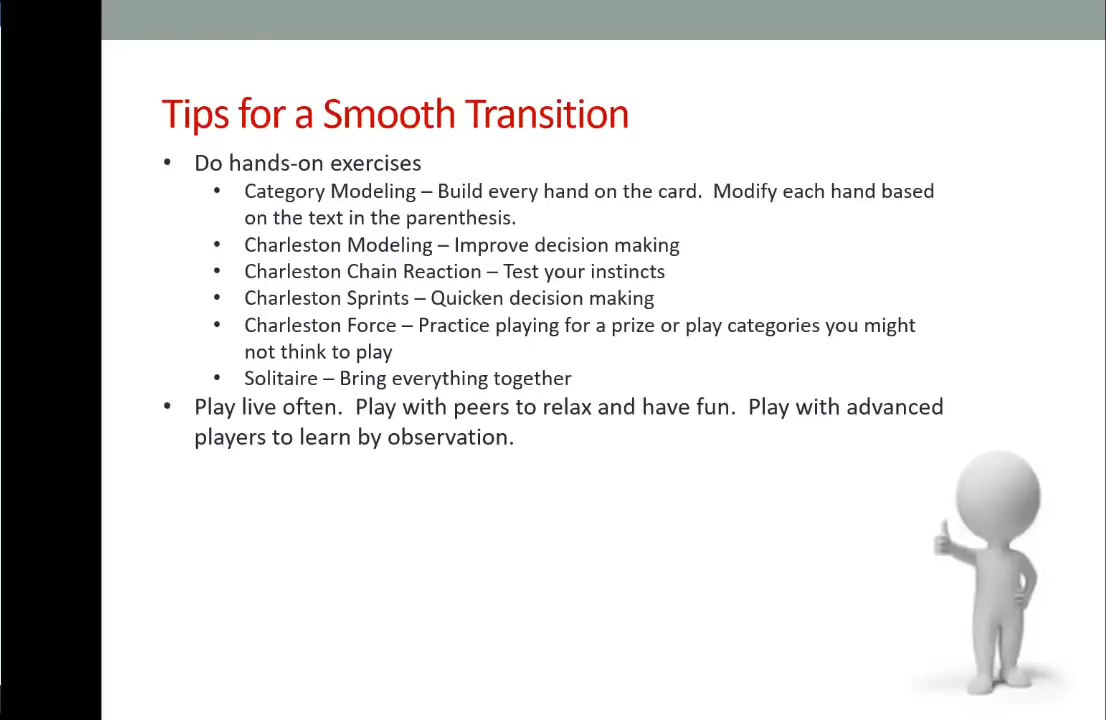 Tips for a Smooth Transition
• Do hands-on exercises
• Category Modeling – Build every hand on the card.  Modify each hand based
on the text in the parenthesis.
• Charleston Modeling – Improve decision making
• Charleston Chain Reaction – Test your instincts
• Charleston Sprints – Quicken decision making
• Charleston Force – Practice playing for a prize or play categories you might
not think to play
• Solitaire – Bring everything together
• Play live often.  Play with peers to relax and have fun.  Play with advanced
players to learn by observation.